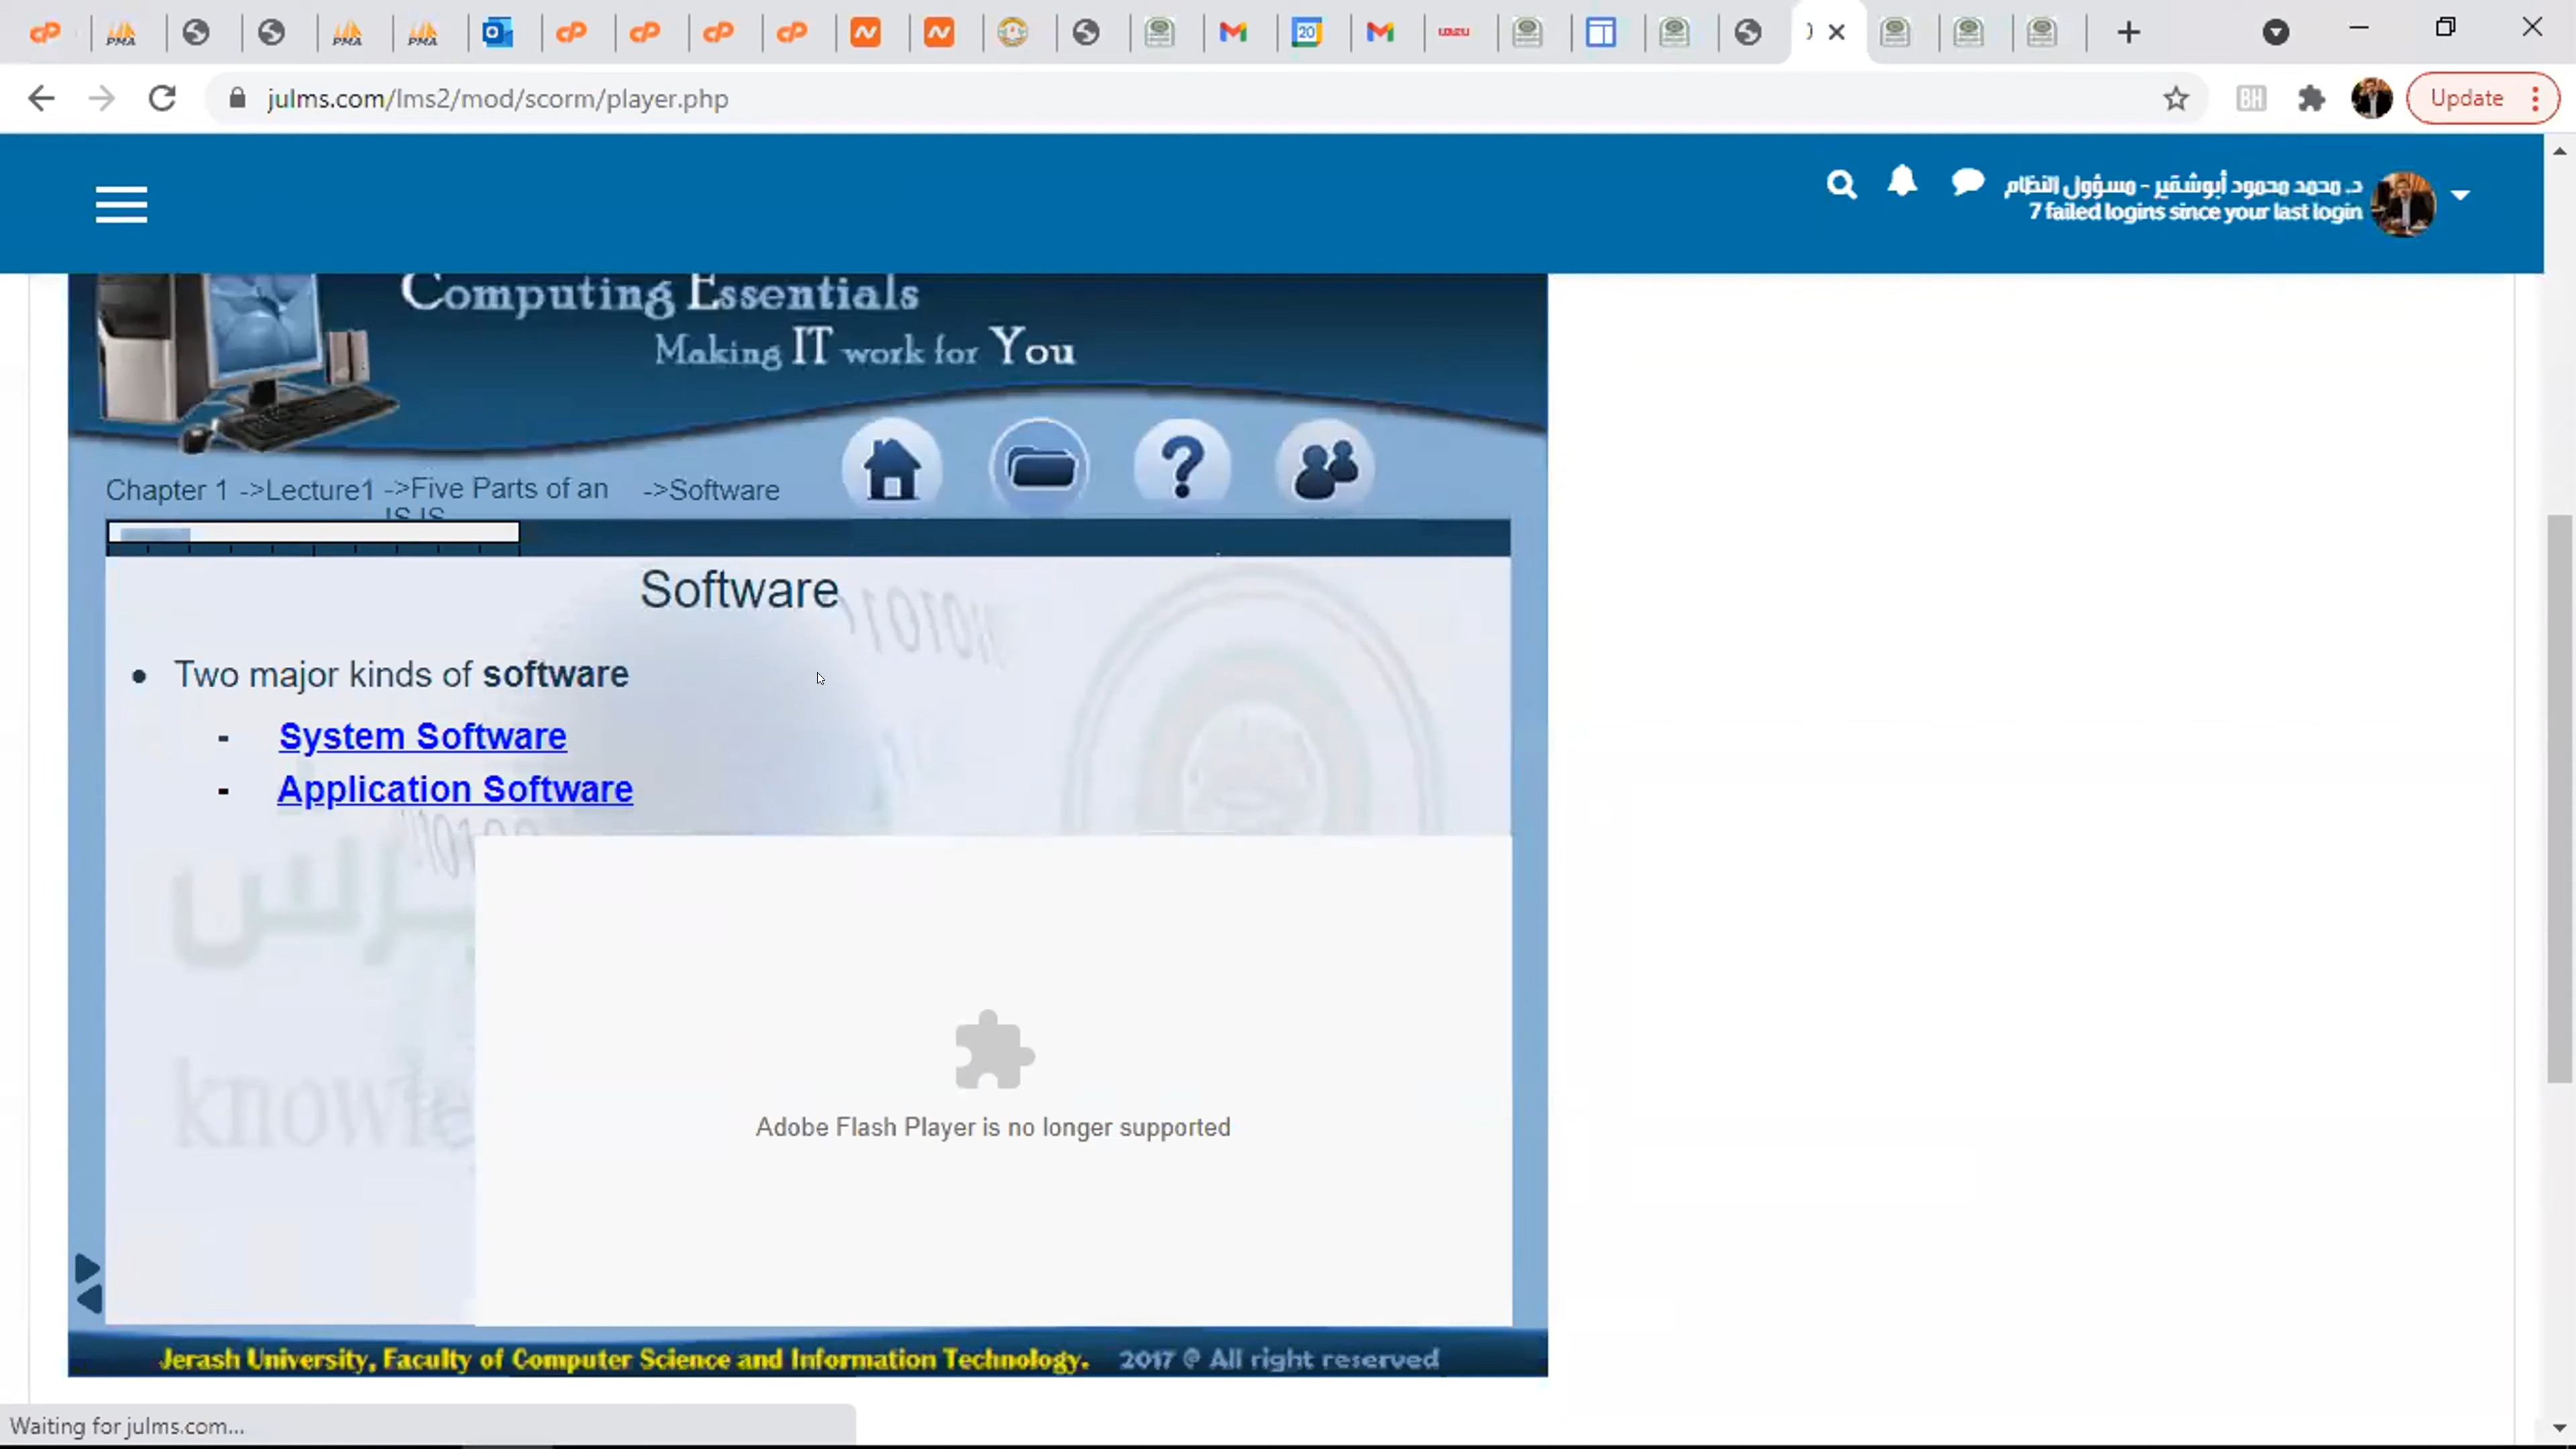 julms.com/lms2/mod/scorm/player.php
Update
د. محمد محمود أبوشقير - مسؤول النظام
7 failed logins since your last login
Computing Essentials
Making IT work for You
Chapter 1 ->Lecture1 ->Five Parts of an ->Software
IS IS
Software
• Two major kinds of software
- System Software
- Application Software
Adobe Flash Player is no longer supported
Jerash University, Faculty of Computer Science and Information Technology. 2017 @ All right reserved
Waiting for julms.com...